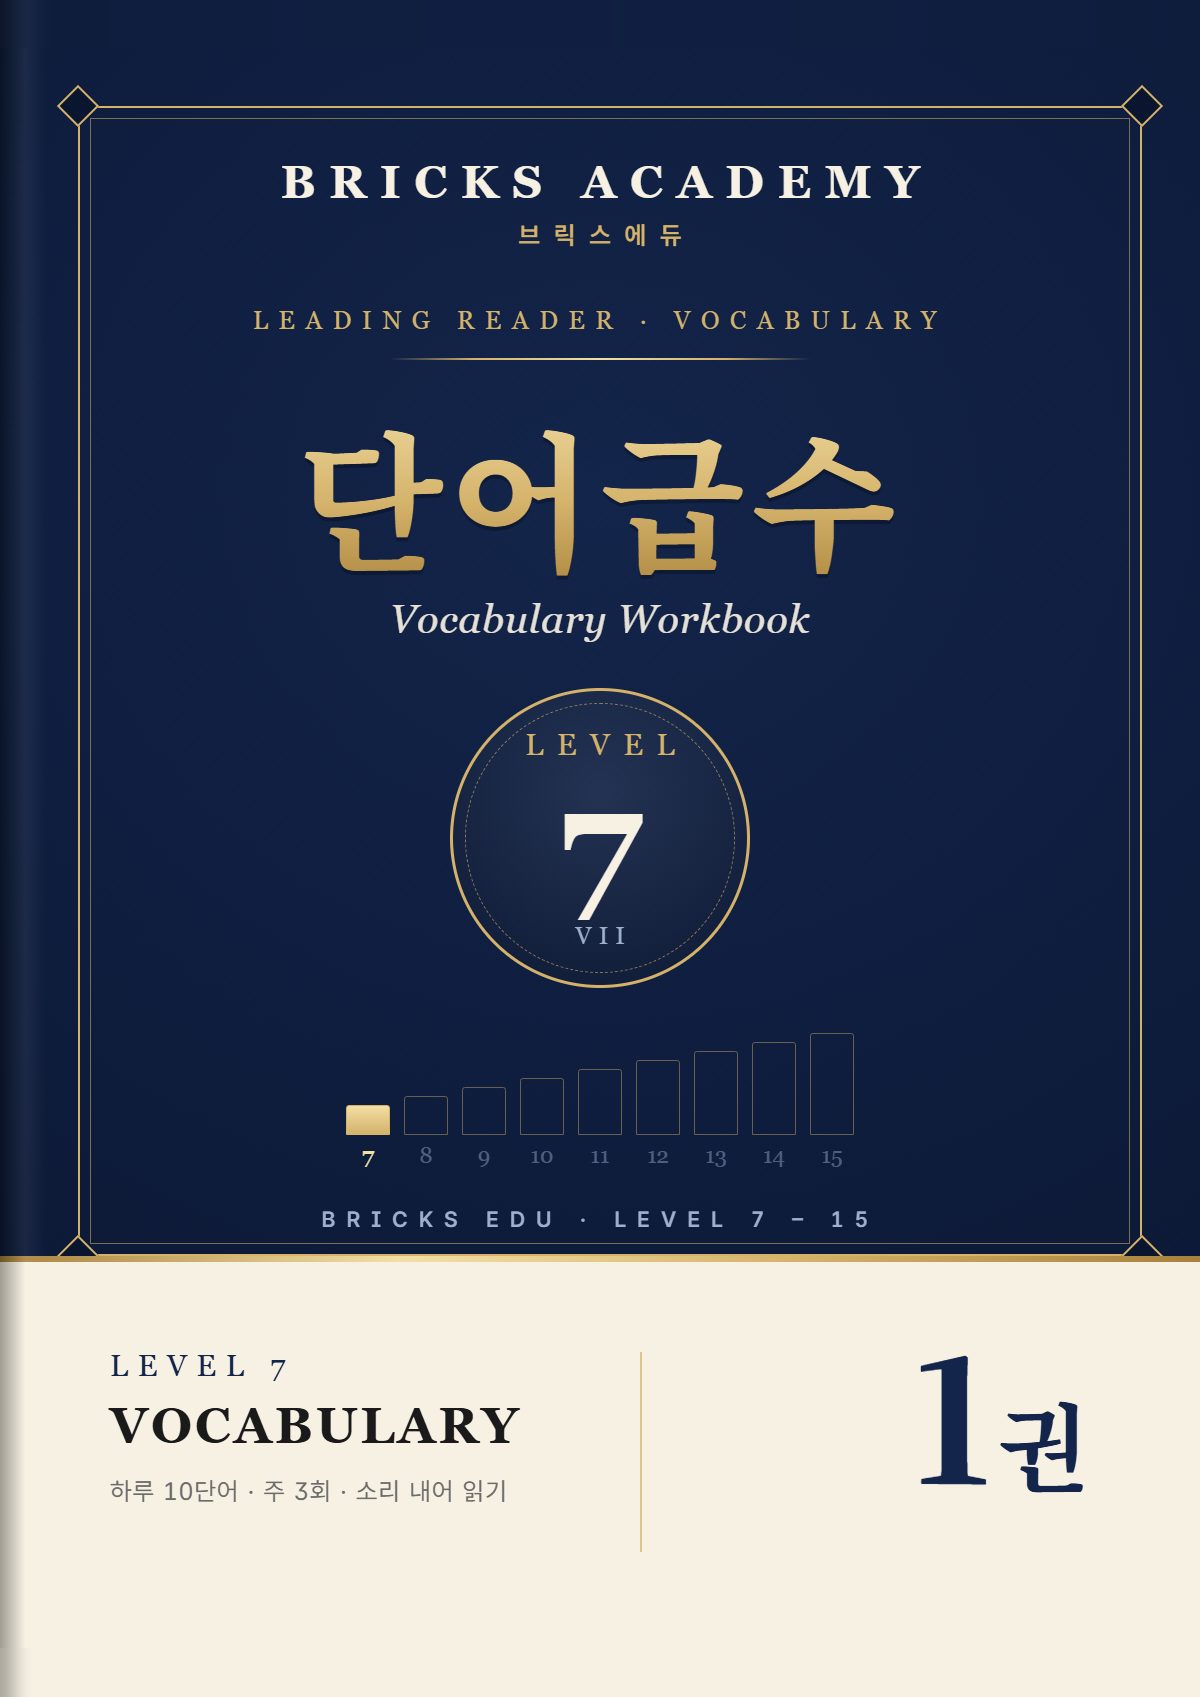 BRICKS ACADEMY
브릭스에듀
LEADING READER · VOCABULARY
단어급수
Vocabulary Workbook
LEVEL
7
VII
7 8 9 10 11 12 13 14 15
BRICKS EDU · LEVEL 7 – 15
LEVEL 7
VOCABULARY
하루 10단어 · 주 3회 · 소리 내어 읽기
1권